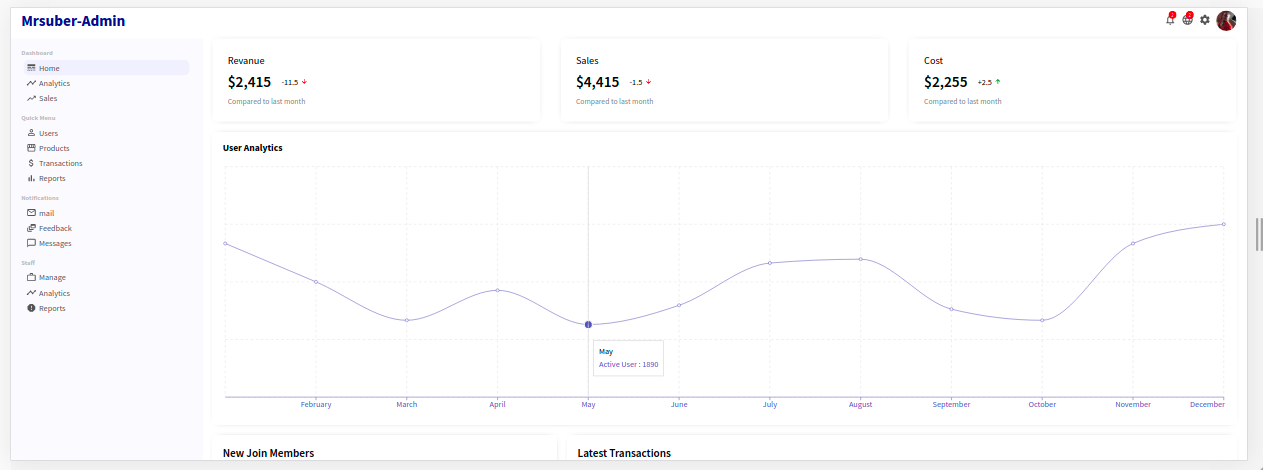 Mrsuber-Admin
2
2
Dashboard
Home
Analytics
Sales
Quick Menu
Users
Products
Transactions
Reports
Notifications
mail
Feedback
Messages
Staff
Manage
Analytics
Reports
Revenue
$2,415 -11.5
Compared to last month
Sales
$4,415 -1.5
Compared to last month
Cost
$2,255 +2.5
Compared to last month
User Analytics
May
Active User : 1890
February March April May June July August September October November December
New Join Members
Latest Transactions